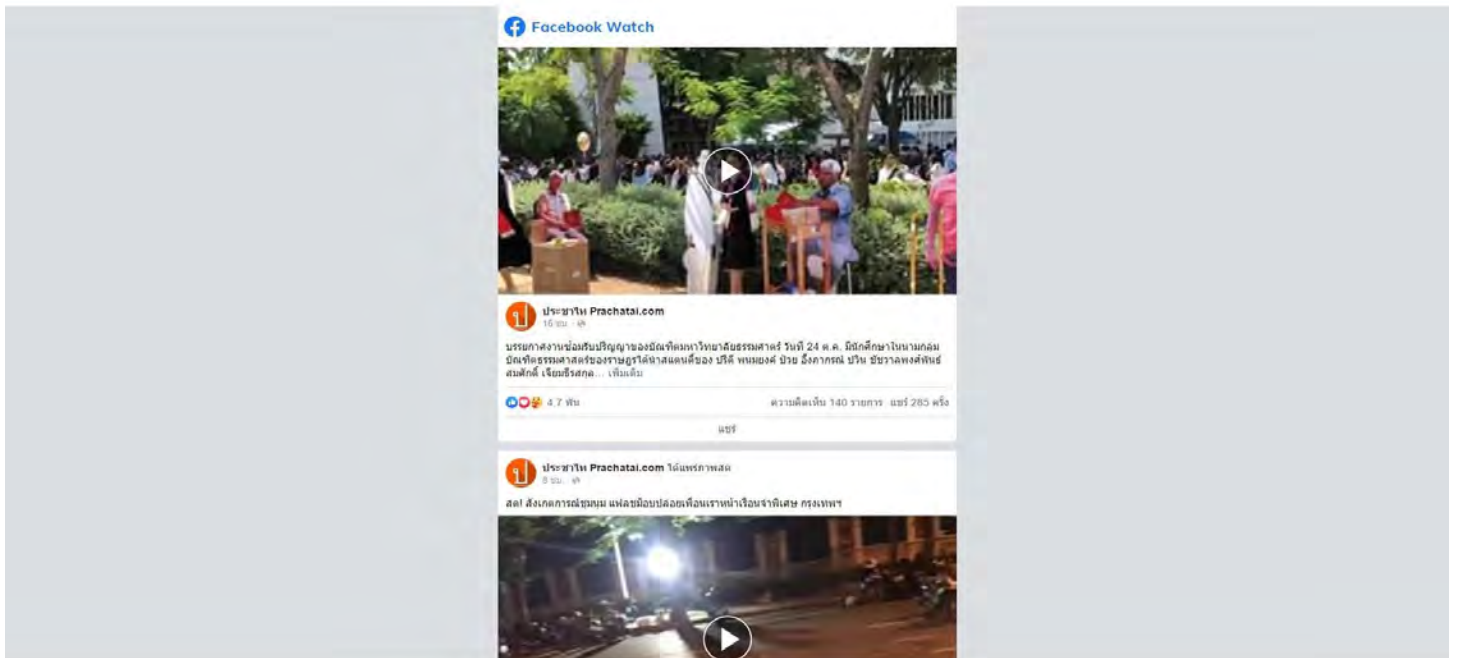 Facebook Watch
ประชาไท Prachatai.com
16 ชม. ·
บรรยากาศงานซ่อมรับปริญญาของบัณฑิตมหาวิทยาลัยธรรมศาสตร์ วันที่ 24 ต.ค. มีนักศึกษาในนามกลุ่ม
บัณฑิตธรรมศาสตร์ของราษฎรได้นำสแตนดี้ของ ปรีดี พนมยงค์ ป๋วย อึ๊งภากรณ์ ปวิน ชัชวาลพงศ์พันธ์
สมศักดิ์ เจียมธีรสกุล... เพิ่มเติม
4.7 พัน ความคิดเห็น 140 รายการ แชร์ 285 ครั้ง
แชร์
ประชาไท Prachatai.com ได้แพร่ภาพสด
8 ชม. ·
สด! สังเกตการณ์ชุมนุม แฟลชม็อบปล่อยเพื่อนเราหน้าเรือนจำพิเศษ กรุงเทพฯ